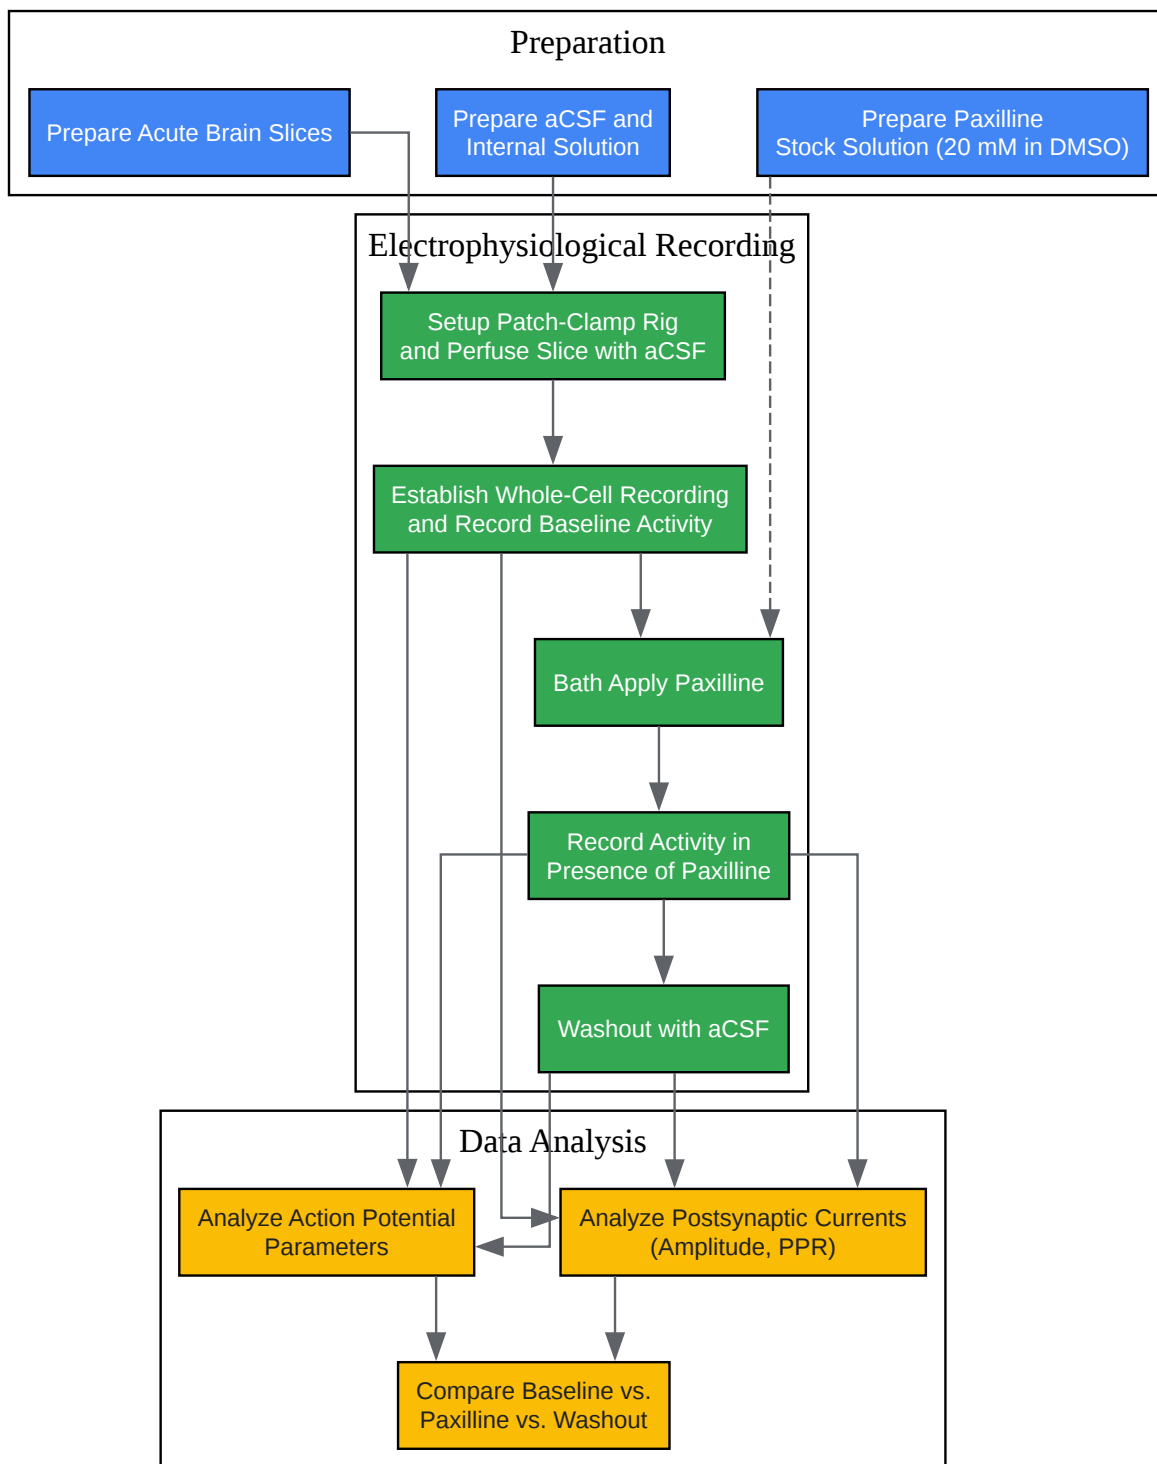 Preparation
Prepare Acute Brain Slices
Prepare aCSF and
Internal Solution
Prepare Paxilline
Stock Solution (20 mM in DMSO)
Electrophysiological Recording
Setup Patch-Clamp Rig
and Perfuse Slice with aCSF
Establish Whole-Cell Recording
and Record Baseline Activity
Bath Apply Paxilline
Record Activity in
Presence of Paxilline
Washout with aCSF
Data Analysis
Analyze Action Potential
Parameters
Analyze Postsynaptic Currents
(Amplitude, PPR)
Compare Baseline vs.
Paxilline vs. Washout